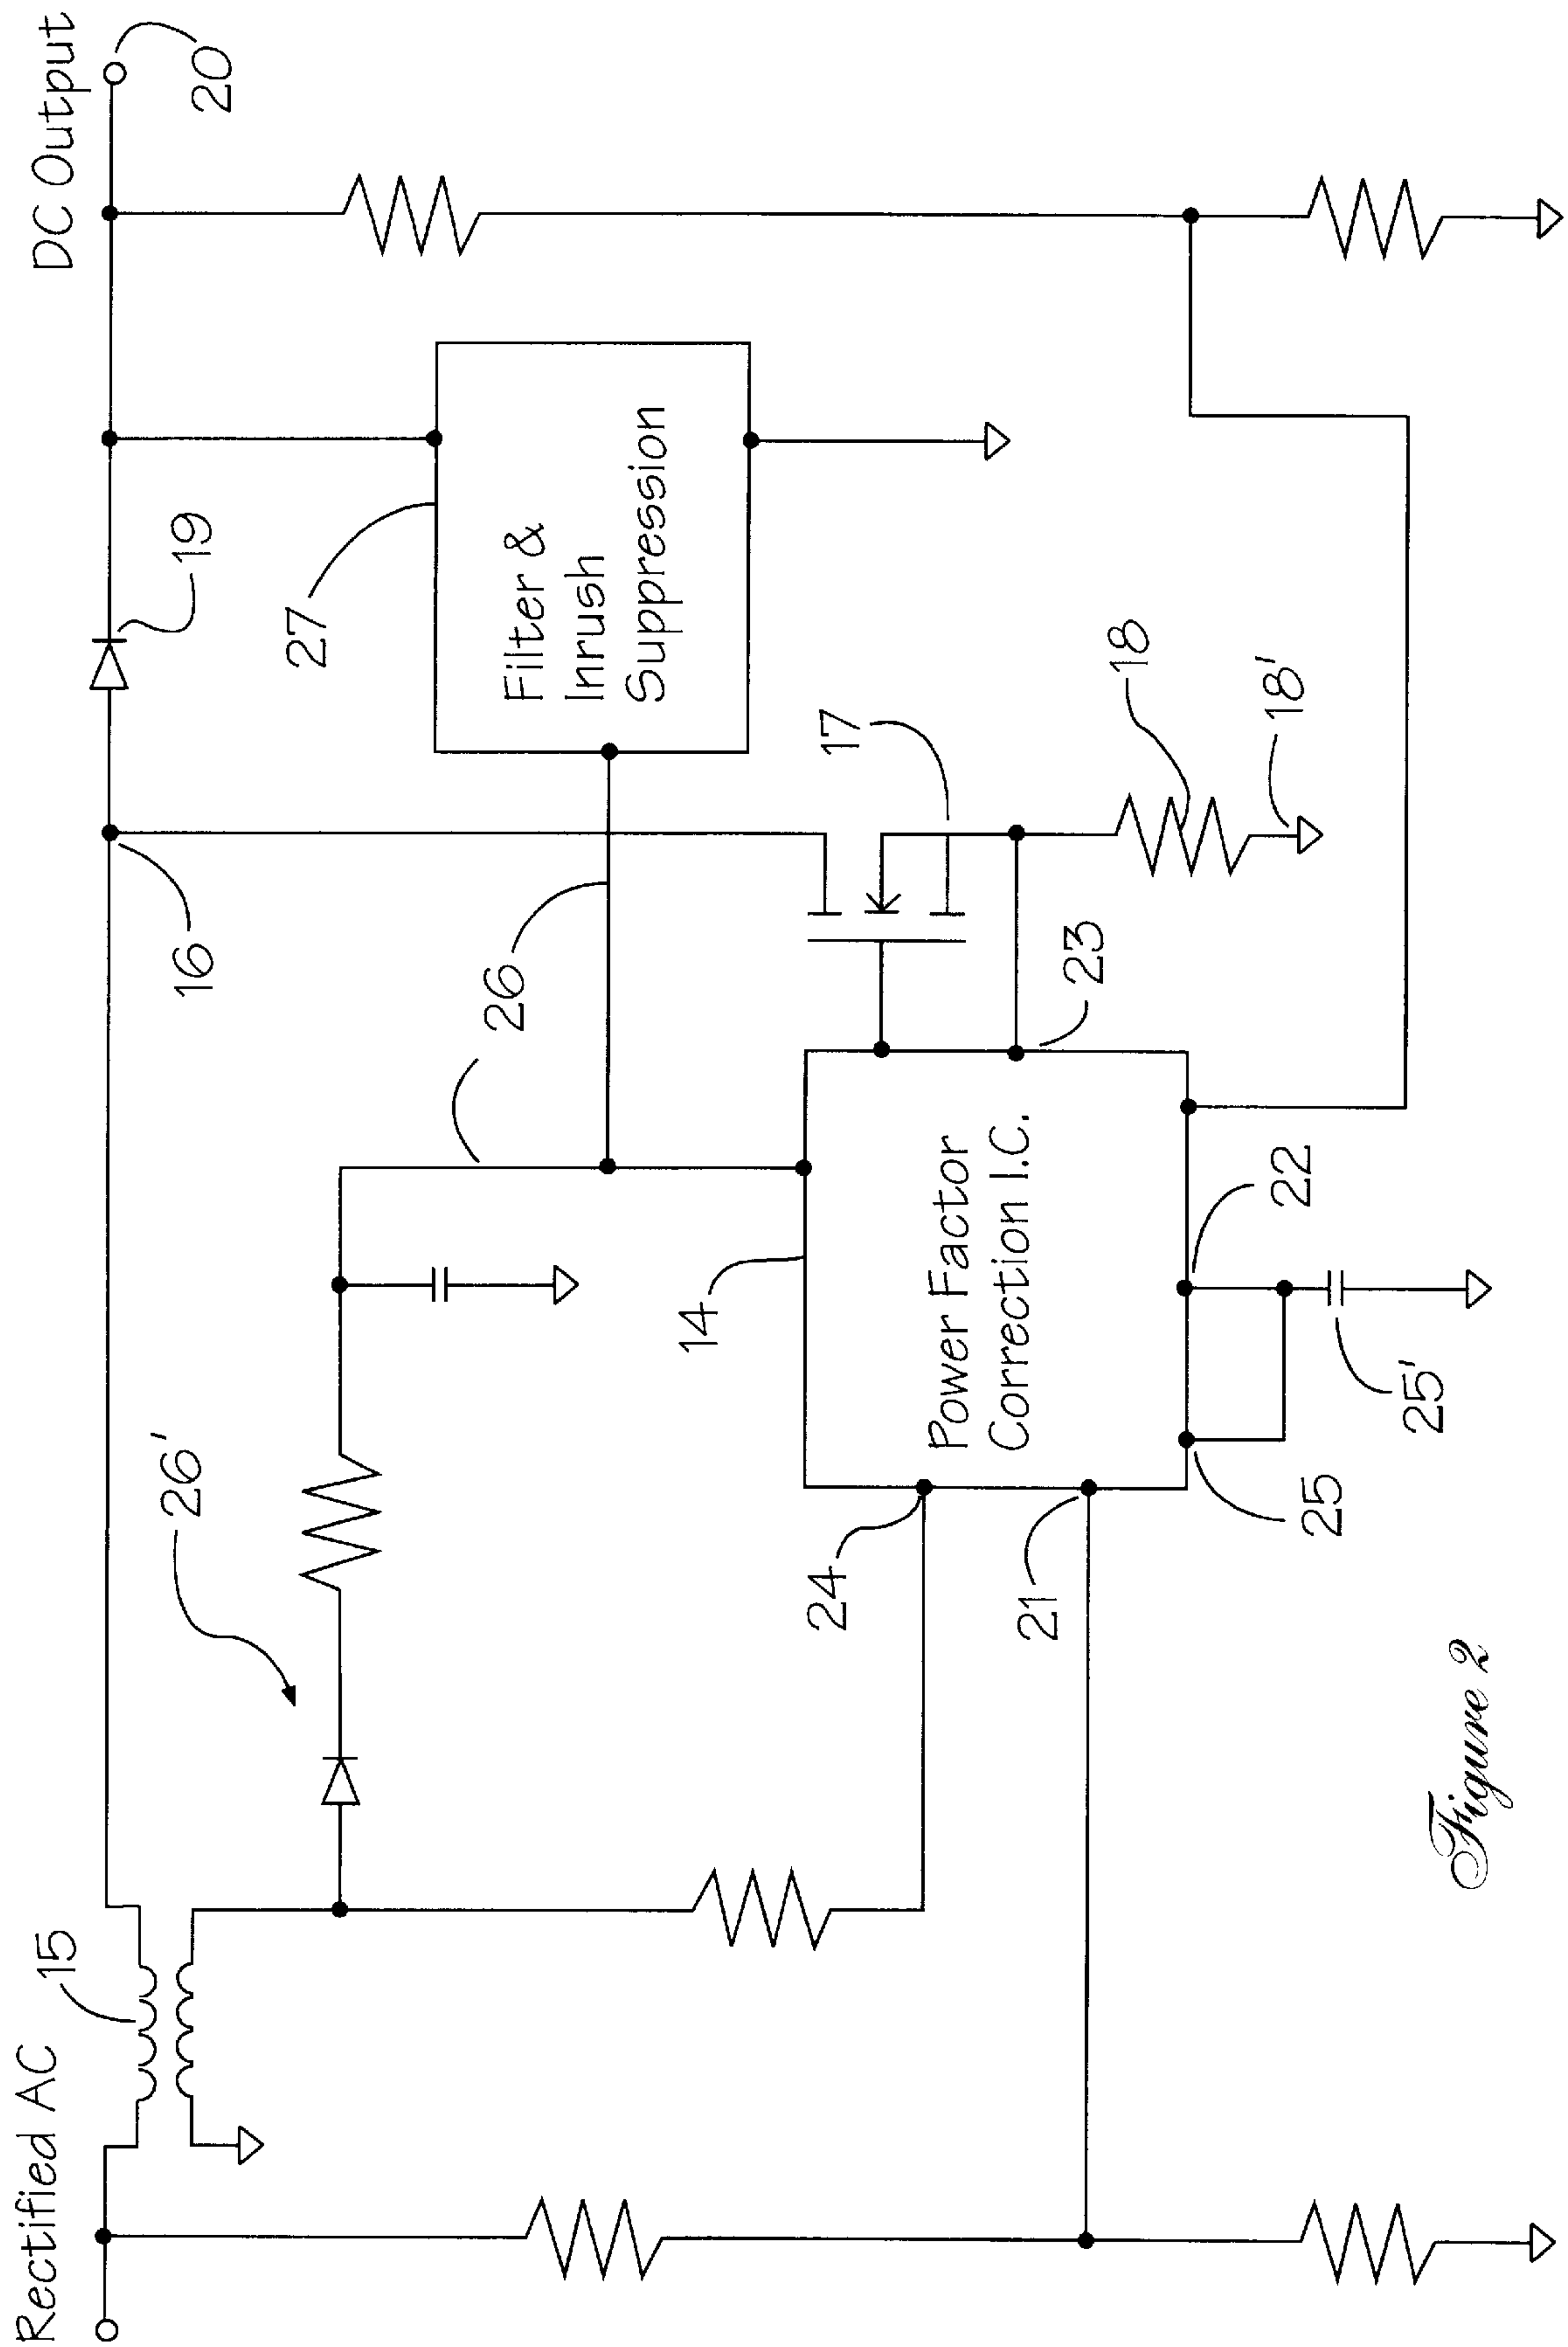 Rectified AC
DC Output
15
16
19
20
26'
26
27
Filter &
Inrush
Suppression
14
17
18
18'
24
Power Factor
Correction I.C.
23
21
25
25'
22
Figure 2